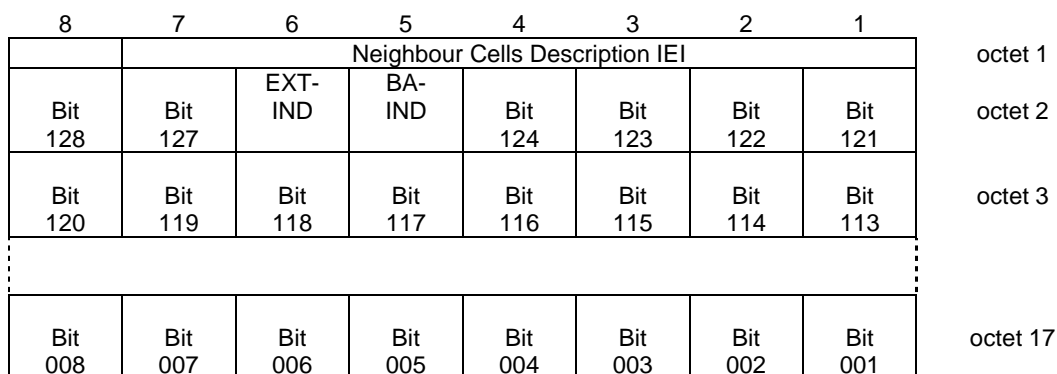 8 7 6 5 4 3 2 1
Neighbour Cells Description IEI octet 1
EXT- BA-
Bit Bit IND IND Bit Bit Bit Bit octet 2
128 127 124 123 122 121
Bit Bit Bit Bit Bit Bit Bit Bit octet 3
120 119 118 117 116 115 114 113
Bit Bit Bit Bit Bit Bit Bit Bit octet 17
008 007 006 005 004 003 002 001